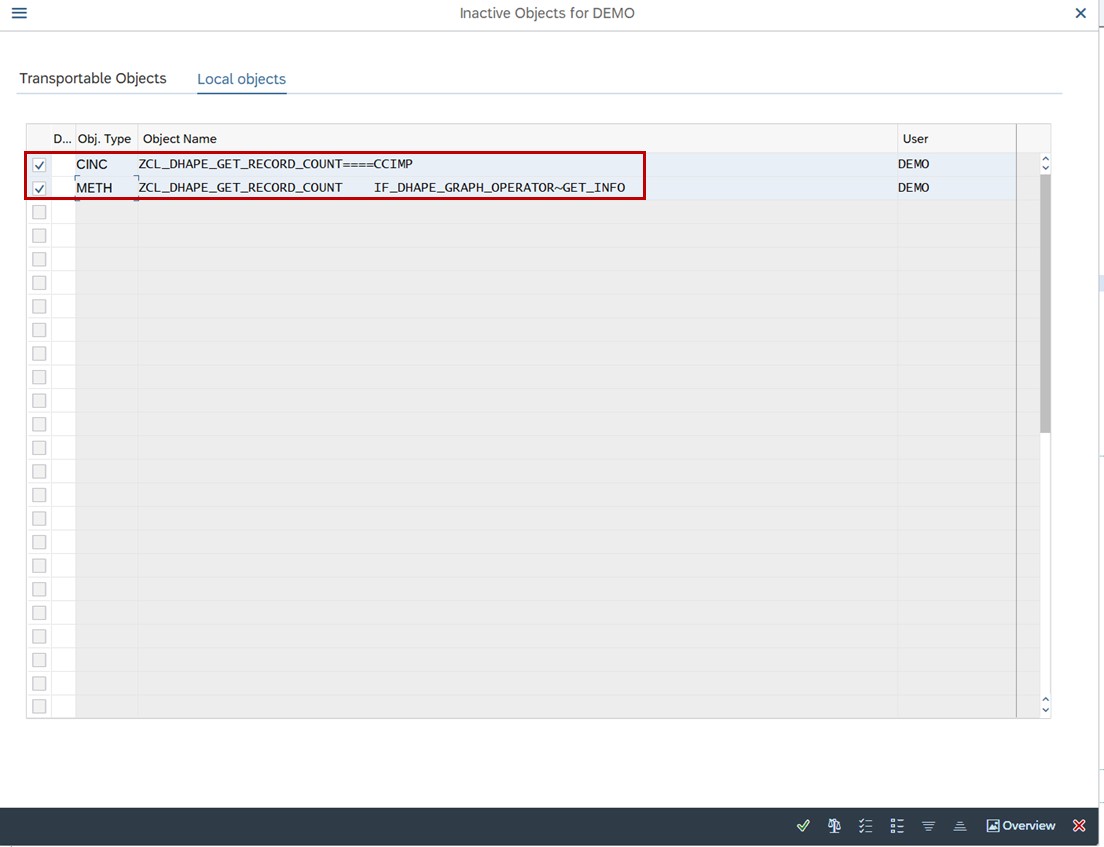 Inactive Objects for DEMO
Transportable Objects Local objects
D... Obj. Type Object Name User
CINC ZCL_DHAPE_GET_RECORD_COUNT====CCIMP DEMO
METH ZCL_DHAPE_GET_RECORD_COUNT    IF_DHAPE_GRAPH_OPERATOR~GET_INFO DEMO
Overview